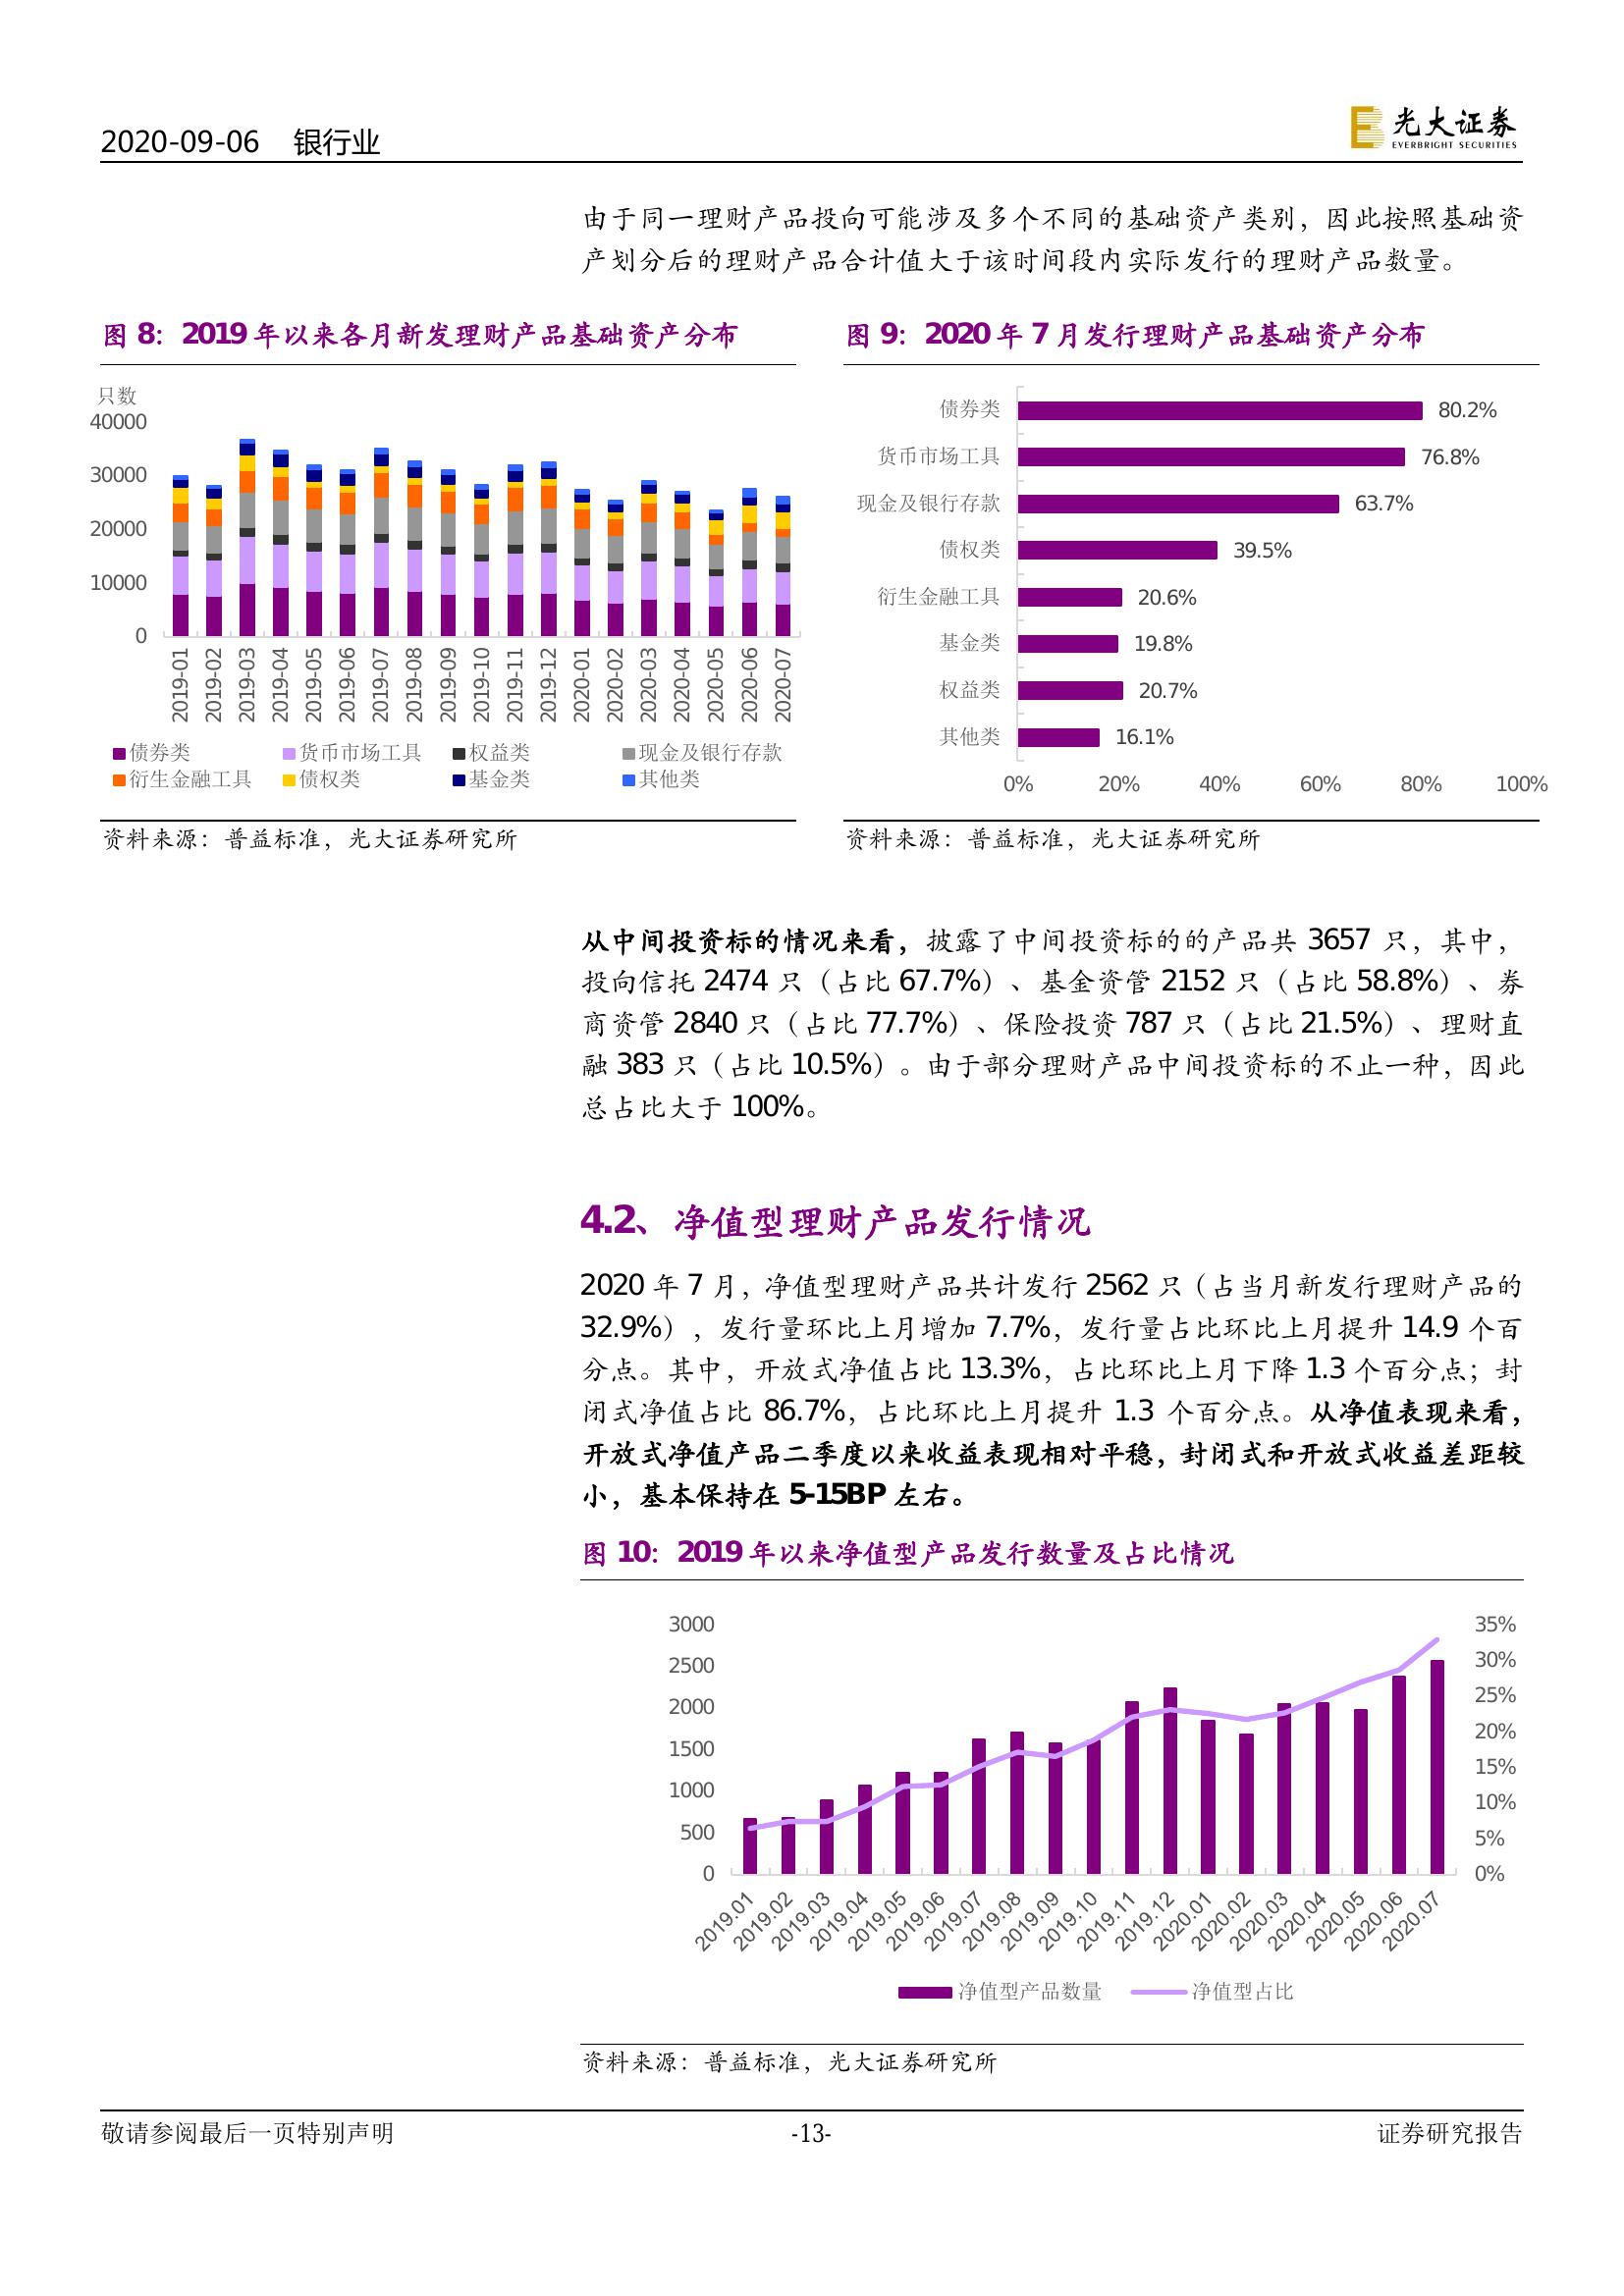 2020-09-06 银行业
光大证券
EVERBRIGHT SECURITIES
由于同一理财产品投向可能涉及多个不同的基础资产类别，因此按照基础资
产划分后的理财产品合计值大于该时间段内实际发行的理财产品数量。
图 8：2019 年以来各月新发理财产品基础资产分布
只数
40000
30000
20000
10000
0
2019-01 2019-02 2019-03 2019-04 2019-05 2019-06 2019-07 2019-08 2019-09 2019-10 2019-11 2019-12 2020-01 2020-02 2020-03 2020-04 2020-05 2020-06 2020-07
债券类 货币市场工具 权益类 现金及银行存款
衍生金融工具 债权类 基金类 其他类
资料来源：普益标准，光大证券研究所
图 9：2020 年 7 月发行理财产品基础资产分布
债券类 80.2%
货币市场工具 76.8%
现金及银行存款 63.7%
债权类 39.5%
衍生金融工具 20.6%
基金类 19.8%
权益类 20.7%
其他类 16.1%
0% 20% 40% 60% 80% 100%
资料来源：普益标准，光大证券研究所
从中间投资标的情况来看，披露了中间投资标的的产品共 3657 只，其中，
投向信托 2474 只（占比 67.7%）、基金资管 2152 只（占比 58.8%）、券
商资管 2840 只（占比 77.7%）、保险投资 787 只（占比 21.5%）、理财直
融 383 只（占比 10.5%）。由于部分理财产品中间投资标的不止一种，因此
总占比大于 100%。
4.2、净值型理财产品发行情况
2020 年 7 月，净值型理财产品共计发行 2562 只（占当月新发行理财产品的
32.9%），发行量环比上月增加 7.7%，发行量占比环比上月提升 14.9 个百
分点。其中，开放式净值占比 13.3%，占比环比上月下降 1.3 个百分点；封
闭式净值占比 86.7%，占比环比上月提升 1.3 个百分点。从净值表现来看，
开放式净值产品二季度以来收益表现相对平稳，封闭式和开放式收益差距较
小，基本保持在 5-15BP 左右。
图 10：2019 年以来净值型产品发行数量及占比情况
3000 35%
2500 30%
2000 25%
1500 20%
1000 15%
500 10%
0 5%
0%
2019.01 2019.02 2019.03 2019.04 2019.05 2019.06 2019.07 2019.08 2019.09 2019.10 2019.11 2019.12 2020.01 2020.02 2020.03 2020.04 2020.05 2020.06 2020.07
净值型产品数量 净值型占比
资料来源：普益标准，光大证券研究所
敬请参阅最后一页特别声明 -13- 证券研究报告